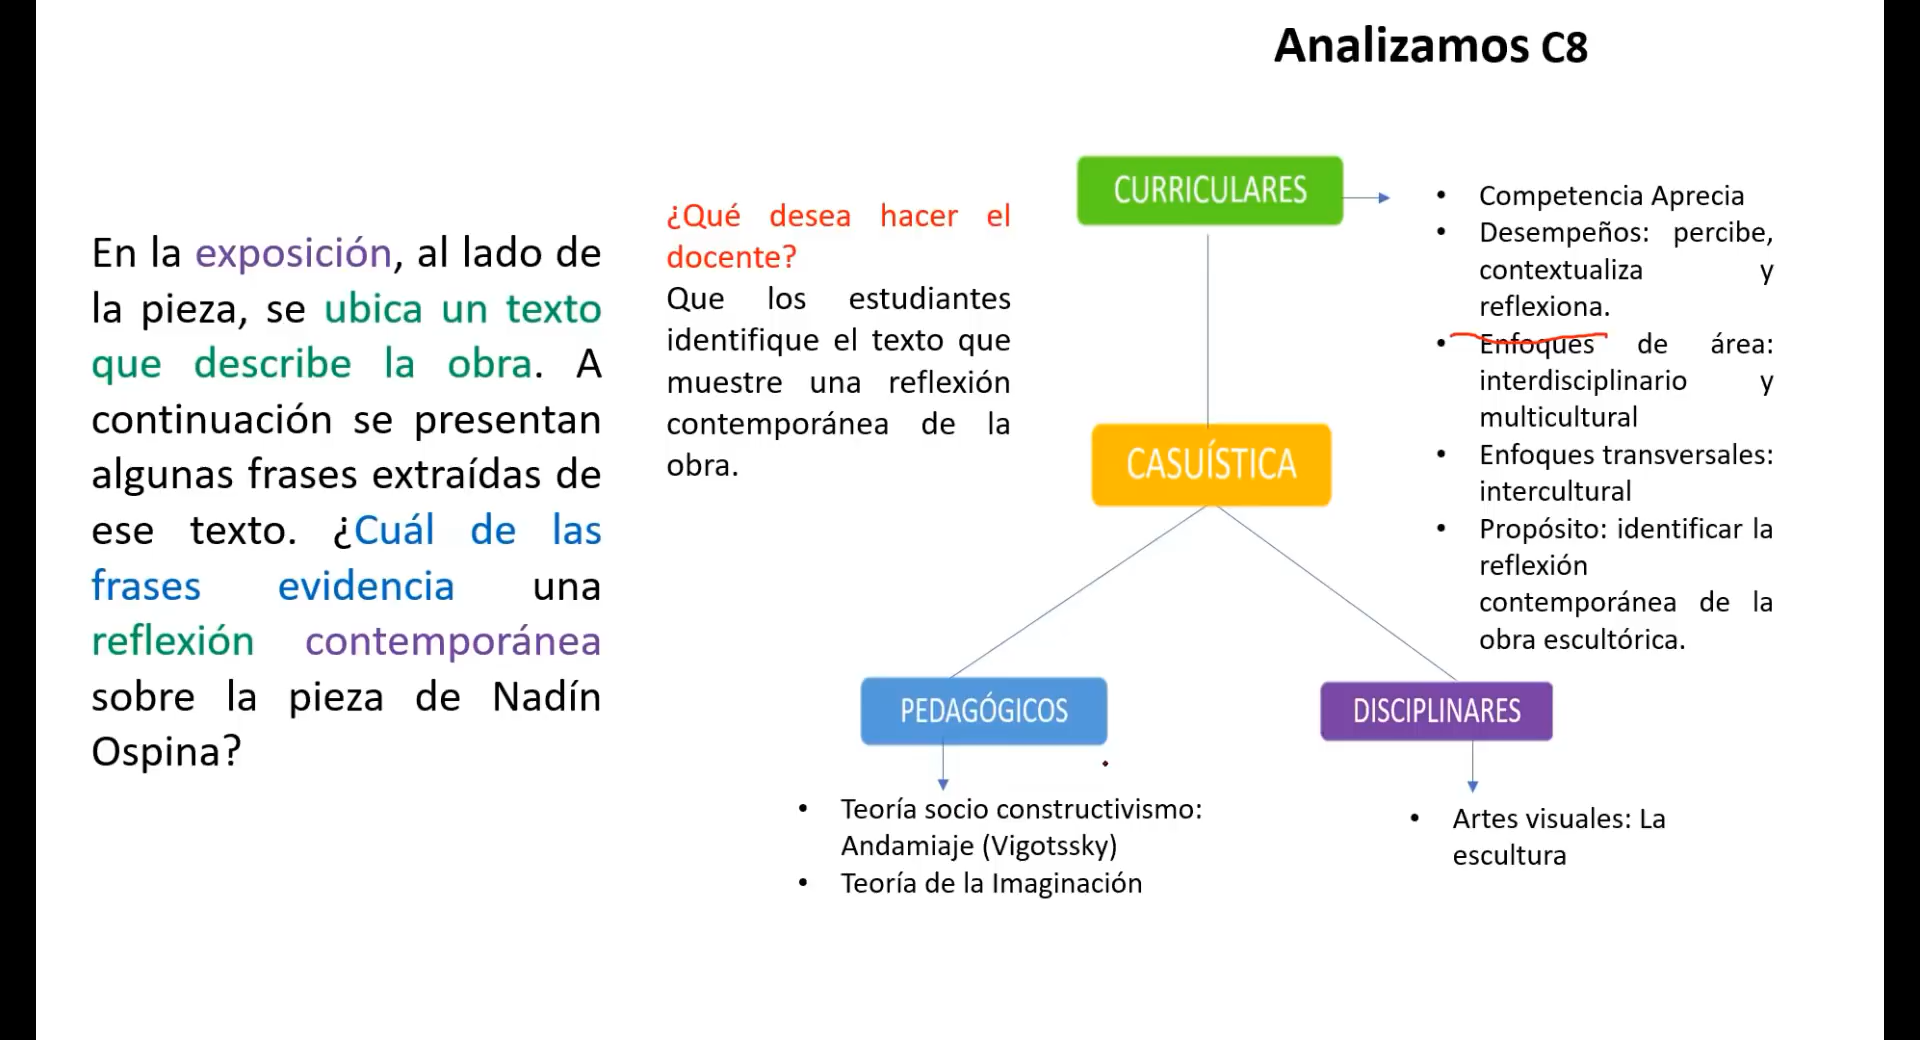 Analizamos C8
En la exposición, al lado de
la pieza, se ubica un texto
que describe la obra. A
continuación se presentan
algunas frases extraídas de
ese texto. ¿Cuál de las
frases evidencia una
reflexión contemporánea
sobre la pieza de Nadín
Ospina?
¿Qué desea hacer el
docente?
Que los estudiantes
identifique el texto que
muestre una reflexión
contemporánea de la
obra.
CURRICULARES
• Competencia Aprecia
• Desempeños: percibe,
contextualiza y
reflexiona.
• Enfoques de área:
interdisciplinario y
multicultural
• Enfoques transversales:
intercultural
• Propósito: identificar la
reflexión
contemporánea de la
obra escultórica.
CASUÍSTICA
PEDAGÓGICOS
• Teoría socio constructivismo:
Andamiaje (Vigotssky)
• Teoría de la Imaginación
DISCIPLINARES
• Artes visuales: La
escultura